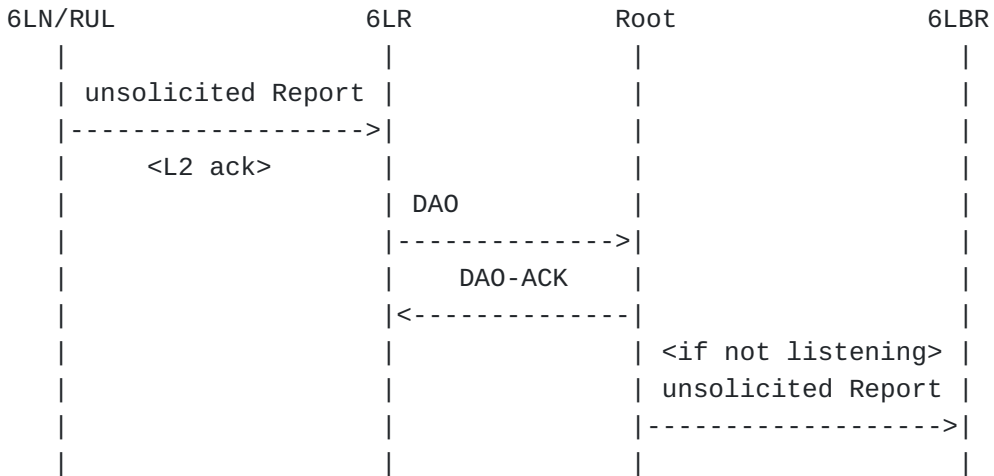 6LN/RUL 6LR Root 6LBR
unsolicited Report
<L2 ack>
DAO
DAO-ACK
<if not listening>
unsolicited Report